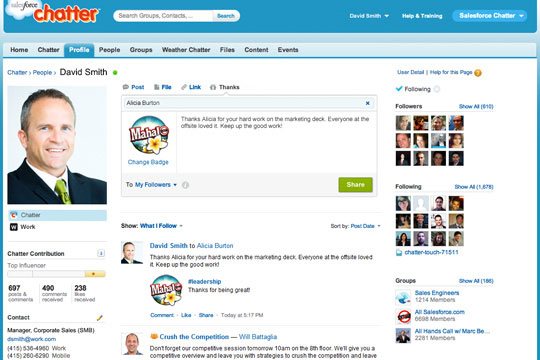 salesforce
chatter
Search Groups, Contacts, ...
Search
David Smith
Help & Training
Salesforce Chatter
Home
Chatter
Profile
People
Groups
Weather Chatter
Files
Content
Events
Chatter › People › David Smith
User Detail | Help for this Page
Post
File
Link
Thanks
Alicia Burton
Mahalo
Thanks Alicia for your hard work on the marketing deck. Everyone at the
offsite loved it. Keep up the good work!
Change Badge
To My Followers
Share
Following
Followers
Show All (610)
Following
Show All (1,678)
chatter-touch-71511
Groups
Show All (186)
Sales Engineers
1214 Members
All Salesforce.com
6698 Members
All Hands Call w/ Marc Be...
2281 Members
Chatter
Work
Chatter Contribution
Top Influencer
697
posts &
comments
490
comments
received
238
likes
received
Contact
Manager, Corporate Sales (SMB)
dsmith@work.com
(415)536-4960 Work
(415)260-6290 Mobile
Show: What I Follow
Sort by: Post Date
David Smith to Alicia Burton
Thanks Alicia for your hard work on the marketing deck. Everyone at the offsite loved
it. Keep up the good work!
Mahalo
#leadership
Thanks for being great!
Comment · Like · Share · Today at 5:17 PM
Crush the Competition — Will Battaglia
Don't forget our competitive session tomorrow 10am on the 8th floor. We'll give you a
competitive overview and leave you with strategies to crush the competition and leave